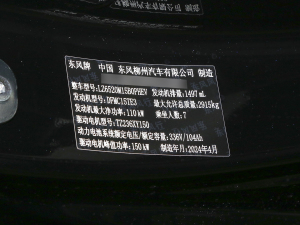 东风牌 中国 东风柳州汽车有限公司 制造
整车型号:LZ6520M15B0PHEV 发动机排量:1497 mL
发动机型号:DFMC15TE3 最大允许总质量:2915kg
发动机最大净功率:110 kW 乘坐人数:7
驱动电机型号:TZ236XY150
动力电池系统额定电压/额定容量:336V/104Ah
驱动电机峰值功率:150 kW 制造年月:2024年4月